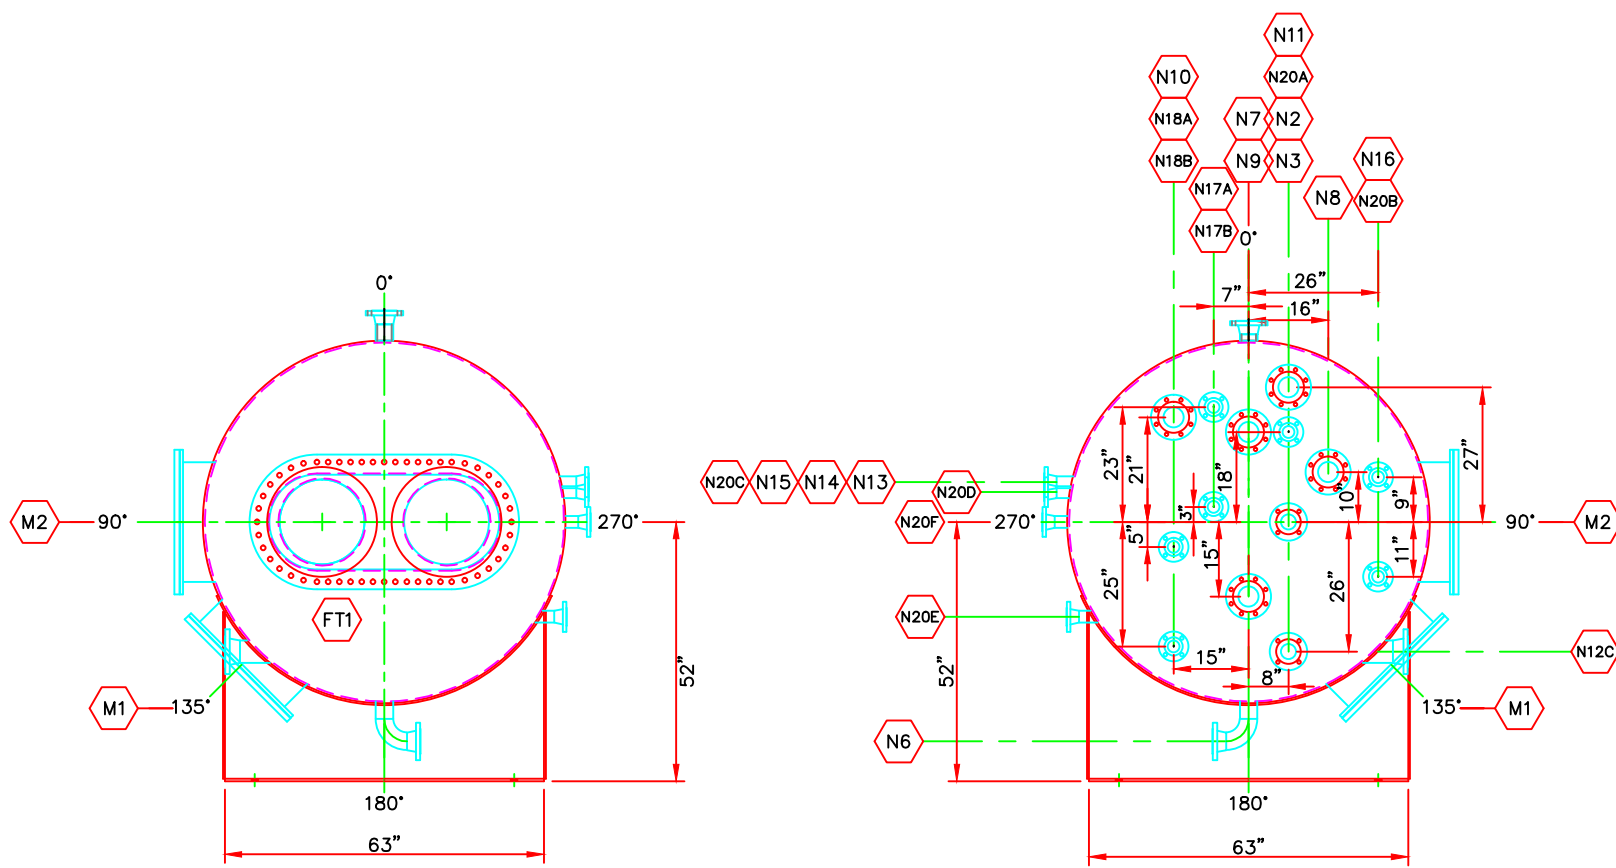 0°
M2
90°
270°
FT1
M1
135°
52"
180°
63"
N11
N10
N20A
N18A
N7
N2
N18B
N9
N3
N16
N17A
N8
N20B
N17B
0°
26"
7"
16"
23"
21"
18"
27"
N20C
N15
N14
N13
N20D
10"
9"
3"
N20F
270°
90°
M2
5"
15"
11"
25"
26"
N20E
N12C
15"
8"
52"
135°
M1
N6
180°
63"